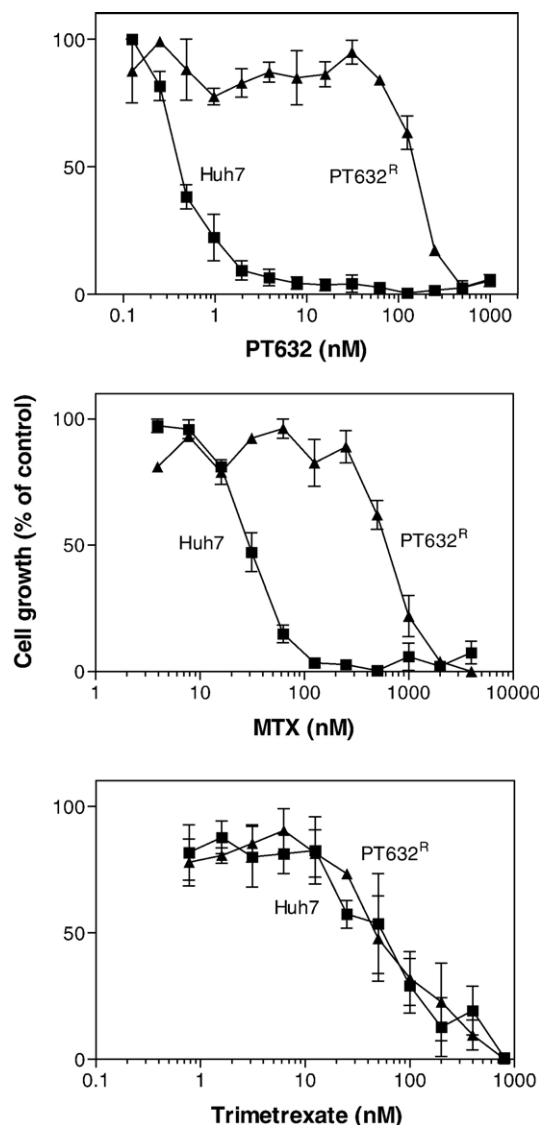 100
50
0
Huh7
PT632ᴿ
0.1 1 10 100 1000
PT632 (nM)
Cell growth (% of control)
100
50
0
Huh7
PT632ᴿ
1 10 100 1000 10000
MTX (nM)
100
50
0
PT632ᴿ
Huh7
0.1 1 10 100 1000
Trimetrexate (nM)